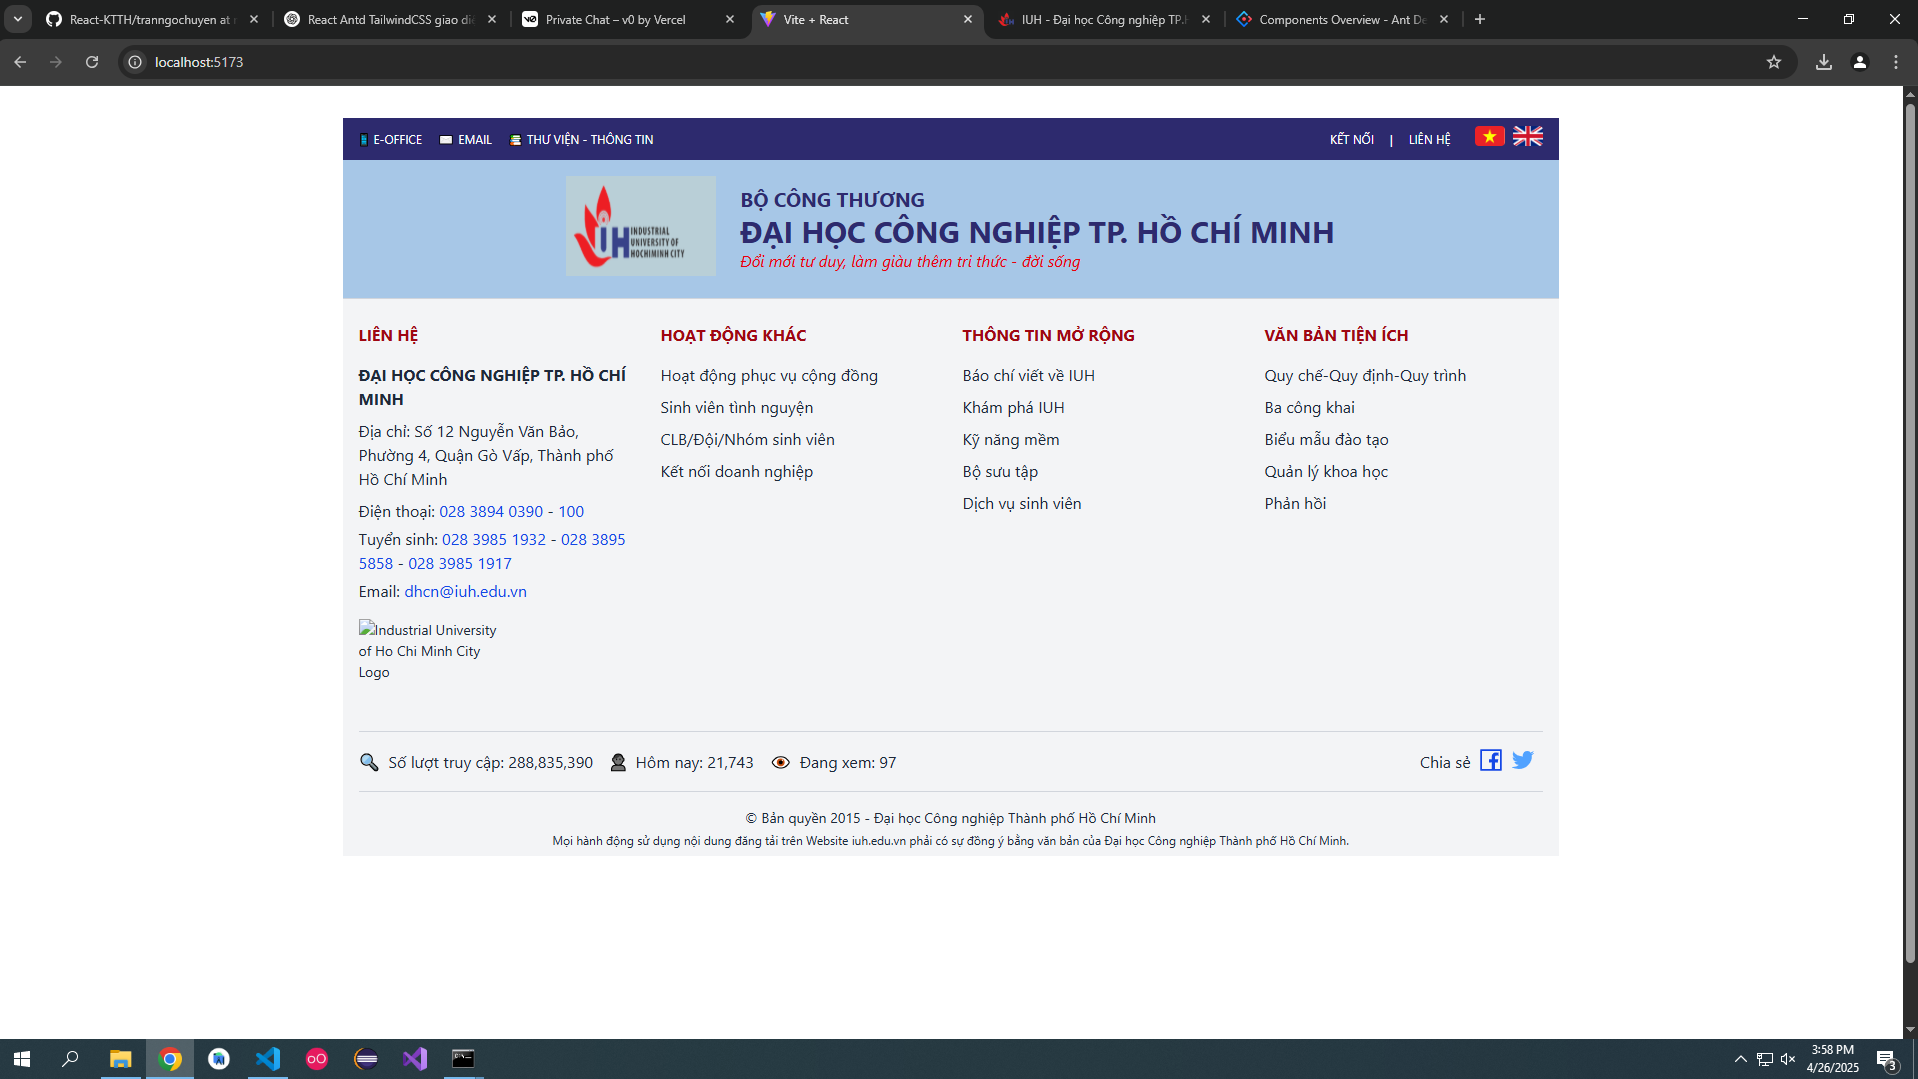 React-KTTH/tranngochuyen at
React Antd TailwindCSS giao diệ
Private Chat – v0 by Vercel
Vite + React
IUH - Đại học Công nghiệp TP.H
Components Overview - Ant De
localhost:5173
E-OFFICE
EMAIL
THƯ VIỆN - THÔNG TIN
KẾT NỐI | LIÊN HỆ
INDUSTRIAL
UNIVERSITY OF
HOCHIMINH CITY
IUH
BỘ CÔNG THƯƠNG
ĐẠI HỌC CÔNG NGHIỆP TP. HỒ CHÍ MINH
Đổi mới tư duy, làm giàu thêm tri thức - đời sống
LIÊN HỆ
ĐẠI HỌC CÔNG NGHIỆP TP. HỒ CHÍ
MINH
Địa chỉ: Số 12 Nguyễn Văn Bảo,
Phường 4, Quận Gò Vấp, Thành phố
Hồ Chí Minh
Điện thoại: 028 3894 0390 - 100
Tuyển sinh: 028 3985 1932 - 028 3895
5858 - 028 3985 1917
Email: dhcn@iuh.edu.vn
Industrial University
of Ho Chi Minh City
Logo
HOẠT ĐỘNG KHÁC
Hoạt động phục vụ cộng đồng
Sinh viên tình nguyện
CLB/Đội/Nhóm sinh viên
Kết nối doanh nghiệp
THÔNG TIN MỞ RỘNG
Báo chí viết về IUH
Khám phá IUH
Kỹ năng mềm
Bộ sưu tập
Dịch vụ sinh viên
VĂN BẢN TIỆN ÍCH
Quy chế-Quy định-Quy trình
Ba công khai
Biểu mẫu đào tạo
Quản lý khoa học
Phản hồi
Số lượt truy cập: 288,835,390
Hôm nay: 21,743
Đang xem: 97
Chia sẻ
© Bản quyền 2015 - Đại học Công nghiệp Thành phố Hồ Chí Minh
Mọi hành động sử dụng nội dung đăng tải trên Website iuh.edu.vn phải có sự đồng ý bằng văn bản của Đại học Công nghiệp Thành phố Hồ Chí Minh.
3:58 PM
4/26/2025
3